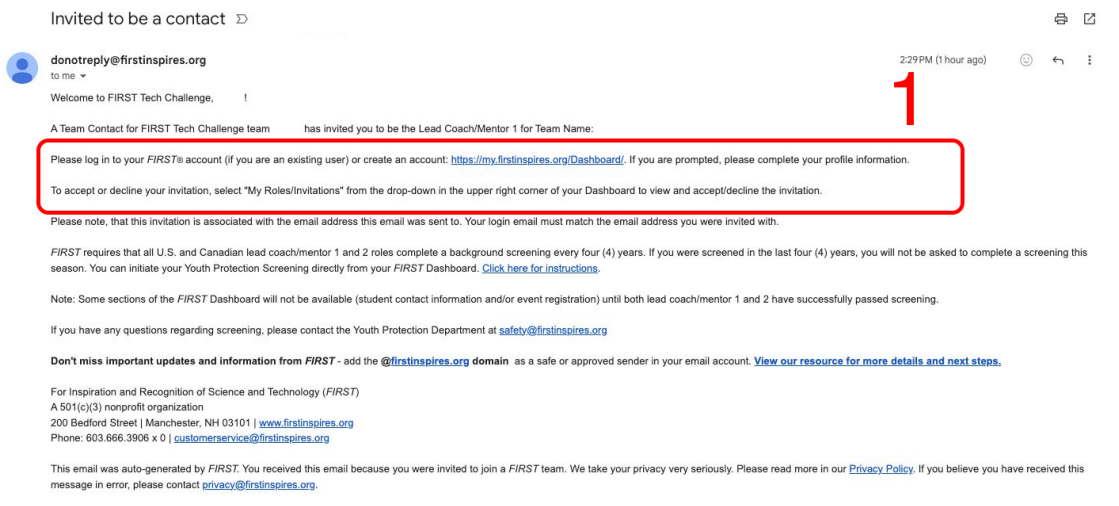 Invited to be a contact
donotreply@firstinspires.org
2:29 PM (1 hour ago)
to me
1
Welcome to FIRST Tech Challenge, !
A Team Contact for FIRST Tech Challenge team has invited you to be the Lead Coach/Mentor 1 for Team Name:
Please log in to your FIRST® account (if you are an existing user) or create an account: https://my.firstinspires.org/Dashboard/. If you are prompted, please complete your profile information.
To accept or decline your invitation, select "My Roles/Invitations" from the drop-down in the upper right corner of your Dashboard to view and accept/decline the invitation.
Please note, that this invitation is associated with the email address this email was sent to. Your login email must match the email address you were invited with.
FIRST requires that all U.S. and Canadian lead coach/mentor 1 and 2 roles complete a background screening every four (4) years. If you were screened in the last four (4) years, you will not be asked to complete a screening this
season. You can initiate your Youth Protection Screening directly from your FIRST Dashboard. Click here for instructions.
Note: Some sections of the FIRST Dashboard will not be available (student contact information and/or event registration) until both lead coach/mentor 1 and 2 have successfully passed screening.
If you have any questions regarding screening, please contact the Youth Protection Department at safety@firstinspires.org
Don't miss important updates and information from FIRST - add the @firstinspires.org domain as a safe or approved sender in your email account. View our resource for more details and next steps.
For Inspiration and Recognition of Science and Technology (FIRST)
A 501(c)(3) nonprofit organization
200 Bedford Street | Manchester, NH 03101 | www.firstinspires.org
Phone: 603.666.3906 x 0 | customerservice@firstinspires.org
This email was auto-generated by FIRST. You received this email because you were invited to join a FIRST team. We take your privacy very seriously. Please read more in our Privacy Policy. If you believe you have received this
message in error, please contact privacy@firstinspires.org.